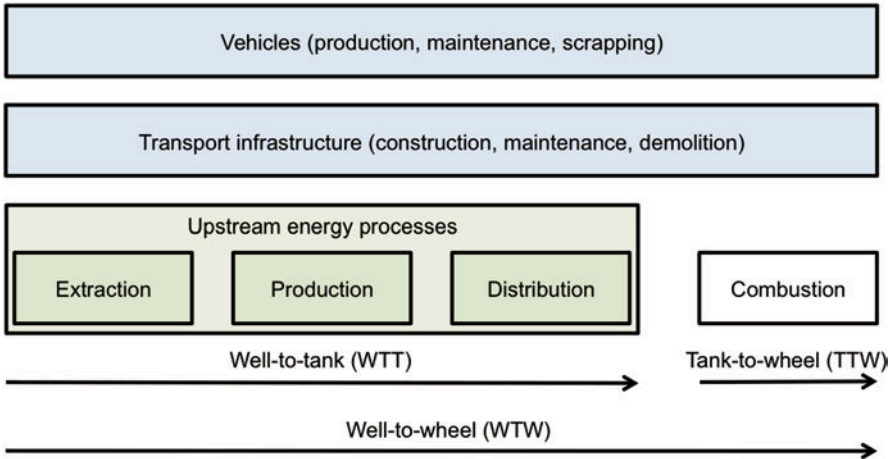 Vehicles (production, maintenance, scrapping)
Transport infrastructure (construction, maintenance, demolition)
Upstream energy processes
Extraction
Production
Distribution
Combustion
Well-to-tank (WTT)
Tank-to-wheel (TTW)
Well-to-wheel (WTW)